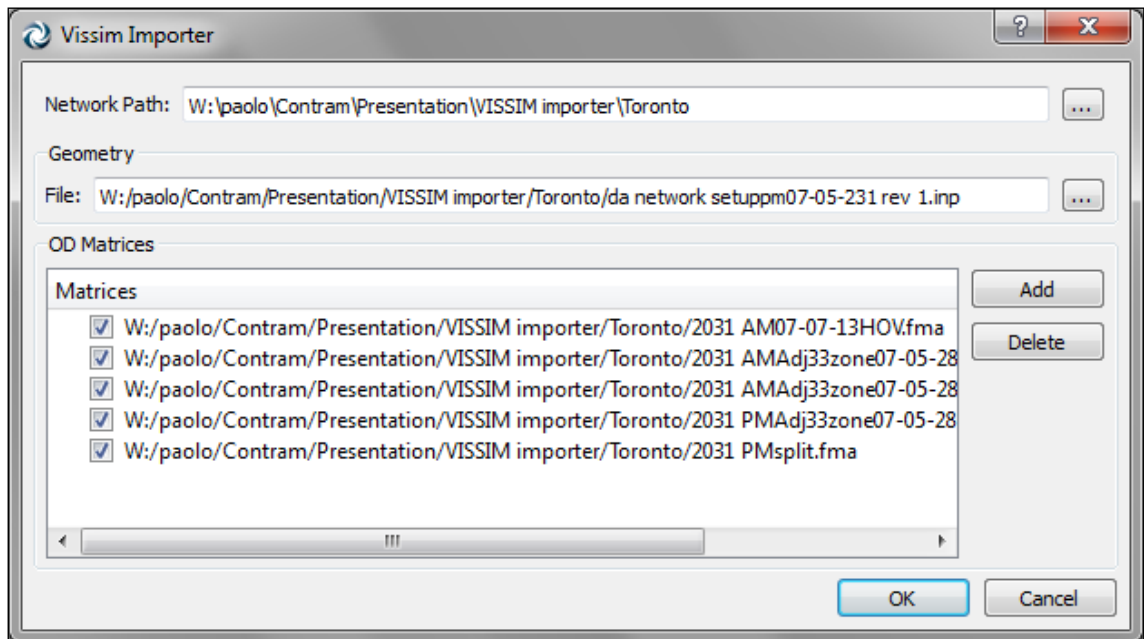 Vissim Importer
Network Path: W:\paolo\Contram\Presentation\VISSIM importer\Toronto ...
Geometry
File: W:/paolo/Contram/Presentation/VISSIM importer/Toronto/da network setuppm07-05-231 rev 1.inp ...
OD Matrices
Matrices
Add
W:/paolo/Contram/Presentation/VISSIM importer/Toronto/2031 AM07-07-13HOV.fma
Delete
W:/paolo/Contram/Presentation/VISSIM importer/Toronto/2031 AMAdj33zone07-05-28
W:/paolo/Contram/Presentation/VISSIM importer/Toronto/2031 AMAdj33zone07-05-28
W:/paolo/Contram/Presentation/VISSIM importer/Toronto/2031 PMAdj33zone07-05-28
W:/paolo/Contram/Presentation/VISSIM importer/Toronto/2031 PMsplit.fma
OK
Cancel